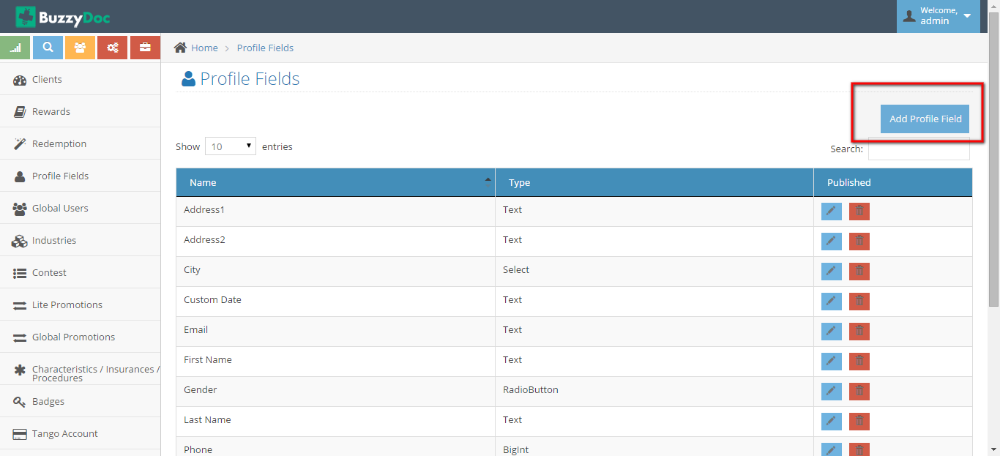 BuzzyDoc
Welcome,
admin
Home
Profile Fields
Clients
Rewards
Redemption
Profile Fields
Global Users
Industries
Contest
Lite Promotions
Global Promotions
Characteristics / Insurances /
Procedures
Badges
Tango Account
Profile Fields
Add Profile Field
Show 10 entries
Search:
Name Type Published
Address1 Text
Address2 Text
City Select
Custom Date Text
Email Text
First Name Text
Gender RadioButton
Last Name Text
Phone BigInt